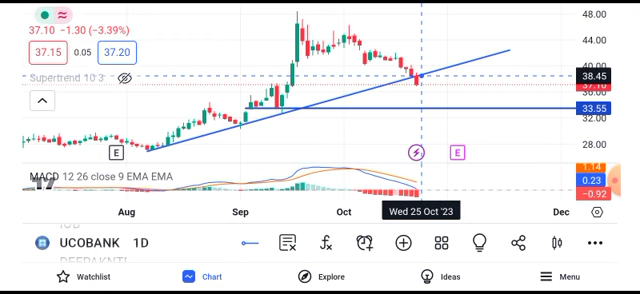 48.00
37.10 −1.30 (−3.39%)
44.00
37.15 0.05 37.20
40.00
Supertrend 10 3
38.45
37.10
36.00
33.55
32.00
E E
28.00
MACD 12 26 close 9 EMA EMA
1.14
0.23
−0.92
Aug Sep Oct Wed 25 Oct '23 Dec
UCOBANK 1D
Watchlist Chart Explore Ideas Menu